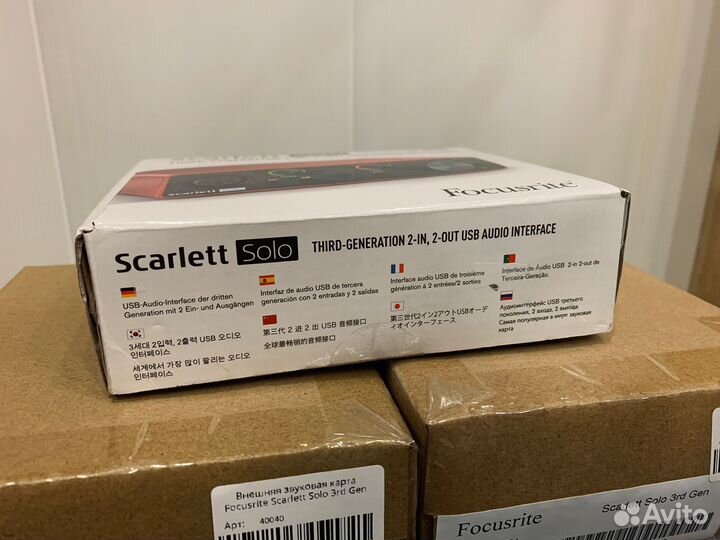 Focusrite
Scarlett Solo
THIRD-GENERATION 2-IN, 2-OUT USB AUDIO INTERFACE
USB-Audio-Interface der dritten
Generation mit 2 Ein- und Ausgängen
Interfaz de audio USB de tercera
generación con 2 entradas y 2 salidas
Interface audio USB de troisième
génération à 2 entrées/2 sorties
Interface de Áudio USB 2-in 2-out de
Terceira-Geração.
3세대 2입력, 2출력 USB 오디오
인터페이스
세계에서 가장 많이 팔리는 오디오
인터페이스
第三代 2 进 2 出 USB 音频接口
全球最畅销的音频接口
第三世代2イン2アウトUSBオーデ
ィオインターフェース
Аудиоинтерфейс USB третьего
поколения, 2 входа, 2 выхода
Самая популярная в мире звуковая
карта
Внешняя звуковая карта
Focusrite Scarlett Solo 3rd Gen
Арт: 40040
Focusrite
Scarlett Solo 3rd Gen
Avito